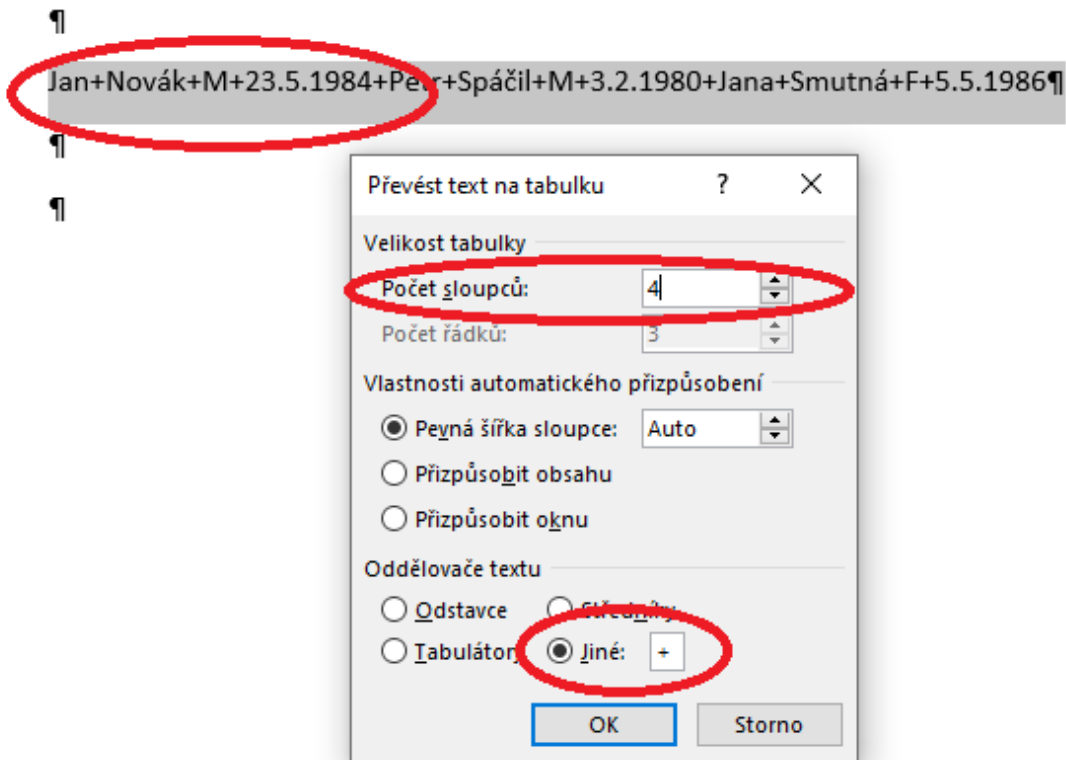 ¶
Jan+Novák+M+23.5.1984+Petr+Spáčil+M+3.2.1980+Jana+Smutná+F+5.5.1986¶
¶
¶
Převést text na tabulku ? ×
Velikost tabulky
Počet sloupců: 4
Počet řádků: 3
Vlastnosti automatického přizpůsobení
Pevná šířka sloupce: Auto
Přizpůsobit obsahu
Přizpůsobit oknu
Oddělovače textu
Odstavce Středníky
Tabulátory Jiné: +
OK Storno